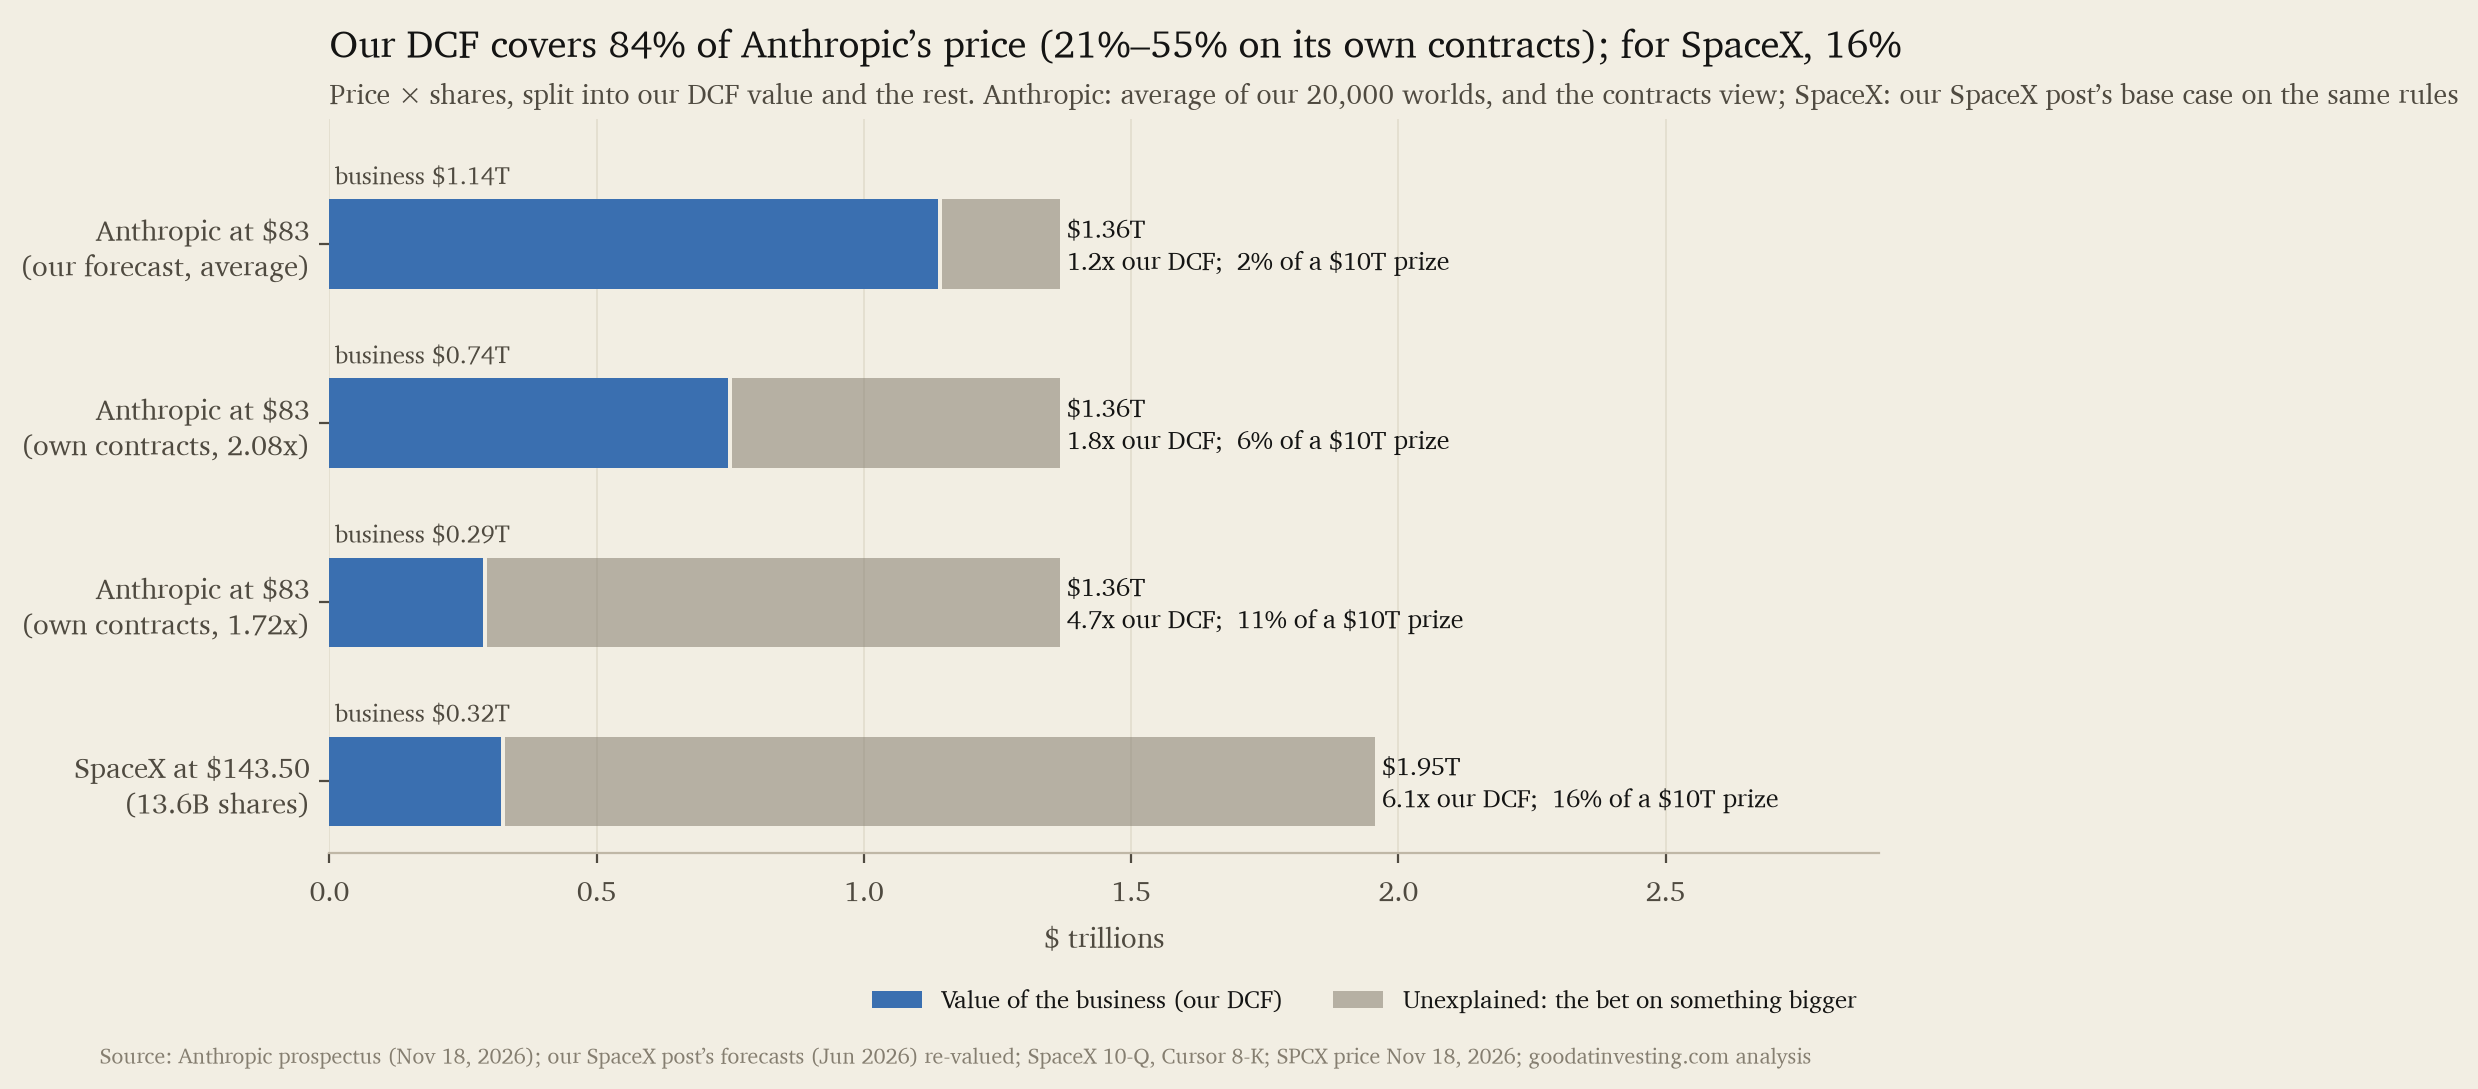 Our DCF covers 84% of Anthropic’s price (21%–55% on its own contracts); for SpaceX, 16%
Price × shares, split into our DCF value and the rest. Anthropic: average of our 20,000 worlds, and the contracts view; SpaceX: our SpaceX post’s base case on the same rules
business $1.14T
Anthropic at $83
(our forecast, average)
$1.36T
1.2x our DCF; 2% of a $10T prize
business $0.74T
Anthropic at $83
(own contracts, 2.08x)
$1.36T
1.8x our DCF; 6% of a $10T prize
business $0.29T
Anthropic at $83
(own contracts, 1.72x)
$1.36T
4.7x our DCF; 11% of a $10T prize
business $0.32T
SpaceX at $143.50
(13.6B shares)
$1.95T
6.1x our DCF; 16% of a $10T prize
0.0 0.5 1.0 1.5 2.0 2.5
$ trillions
Value of the business (our DCF) Unexplained: the bet on something bigger
Source: Anthropic prospectus (Nov 18, 2026); our SpaceX post’s forecasts (Jun 2026) re-valued; SpaceX 10-Q, Cursor 8-K; SPCX price Nov 18, 2026; goodatinvesting.com analysis